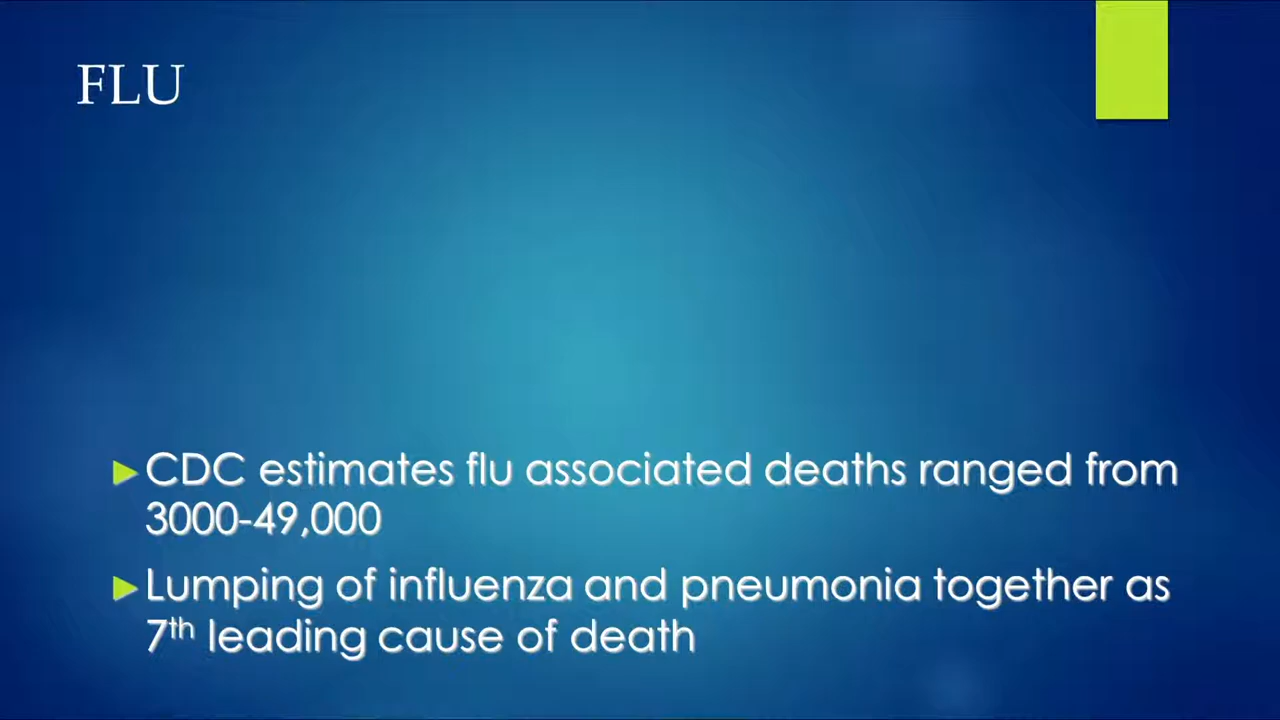 FLU
CDC estimates flu associated deaths ranged from
3000-49,000
Lumping of influenza and pneumonia together as
7th leading cause of death